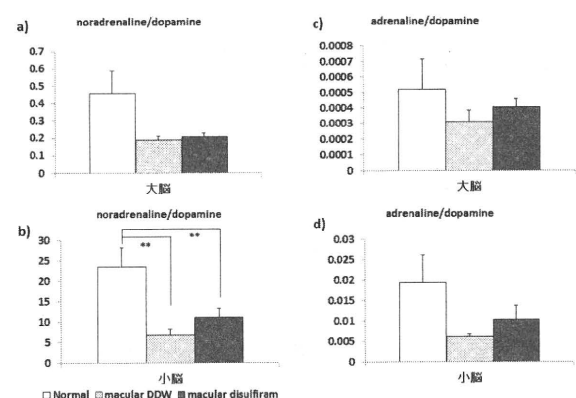 a)
noradrenaline/dopamine
0.7
0.6
0.5
0.4
0.3
0.2
0.1
0
大脳
c)
adrenaline/dopamine
0.0008
0.0007
0.0006
0.0005
0.0004
0.0003
0.0002
0.0001
0
大脳
b)
noradrenaline/dopamine
30
25
20
15
10
5
0
**
**
小脳
d)
adrenaline/dopamine
0.03
0.025
0.02
0.015
0.01
0.005
0
小脳
Normal macular DDW macular disulfiram